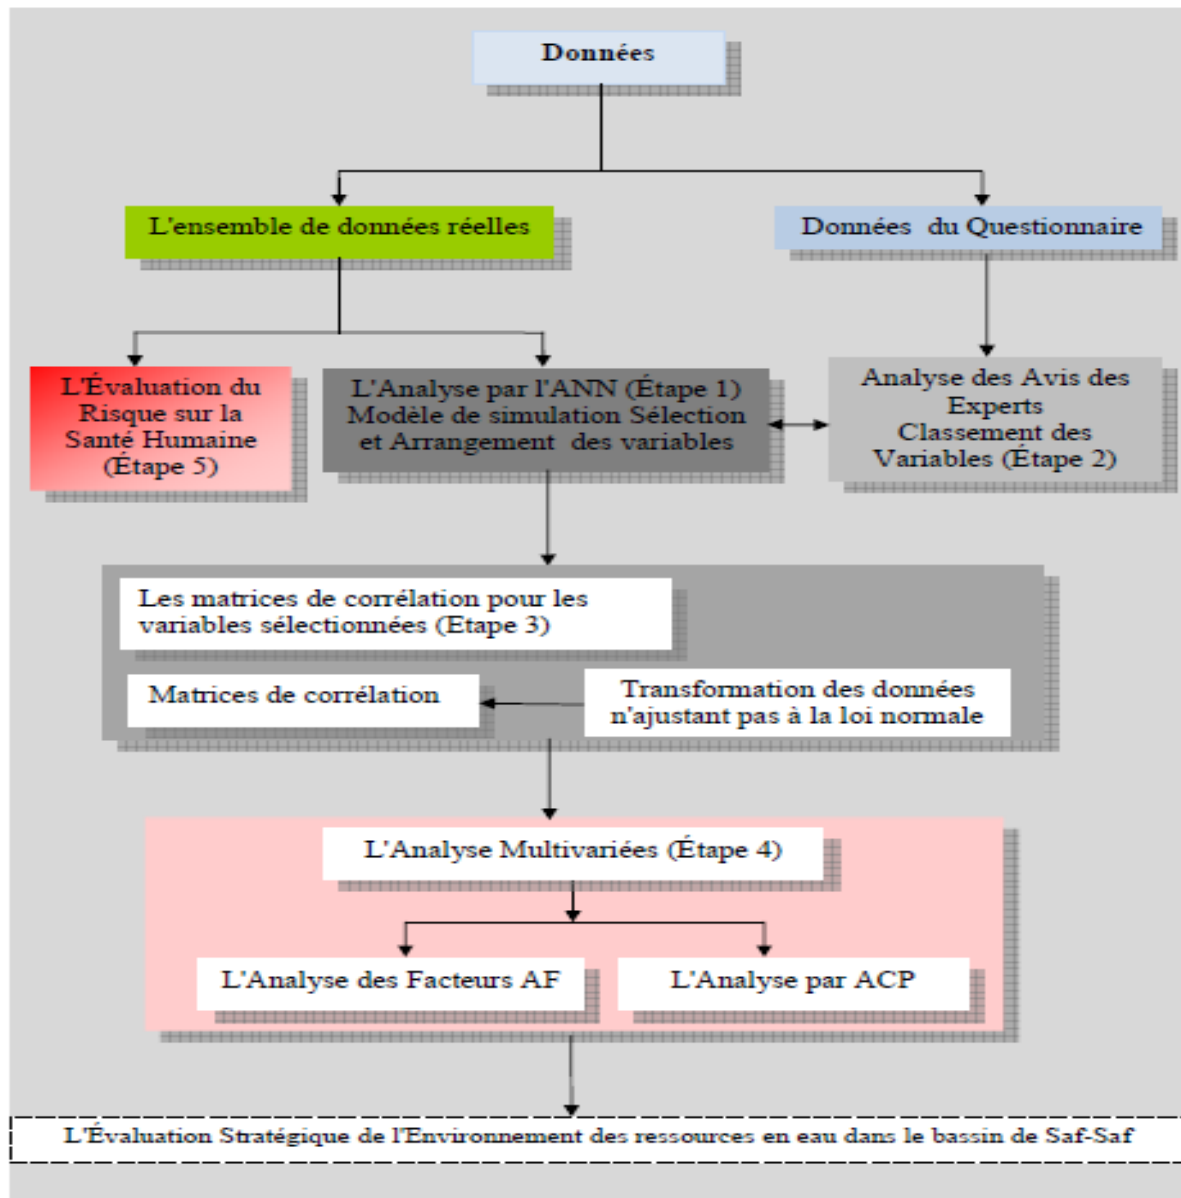 Données
L'ensemble de données réelles
Données du Questionnaire
L'Évaluation du
Risque sur la
Santé Humaine
(Étape 5)
L'Analyse par l'ANN (Étape 1)
Modèle de simulation Sélection
et Arrangement des variables
Analyse des Avis des
Experts
Classement des
Variables (Étape 2)
Les matrices de corrélation pour les
variables sélectionnées (Etape 3)
Matrices de corrélation
Transformation des données
n'ajustant pas à la loi normale
L'Analyse Multivariées (Étape 4)
L'Analyse des Facteurs AF
L'Analyse par ACP
L'Évaluation Stratégique de l'Environnement des ressources en eau dans le bassin de Saf-Saf